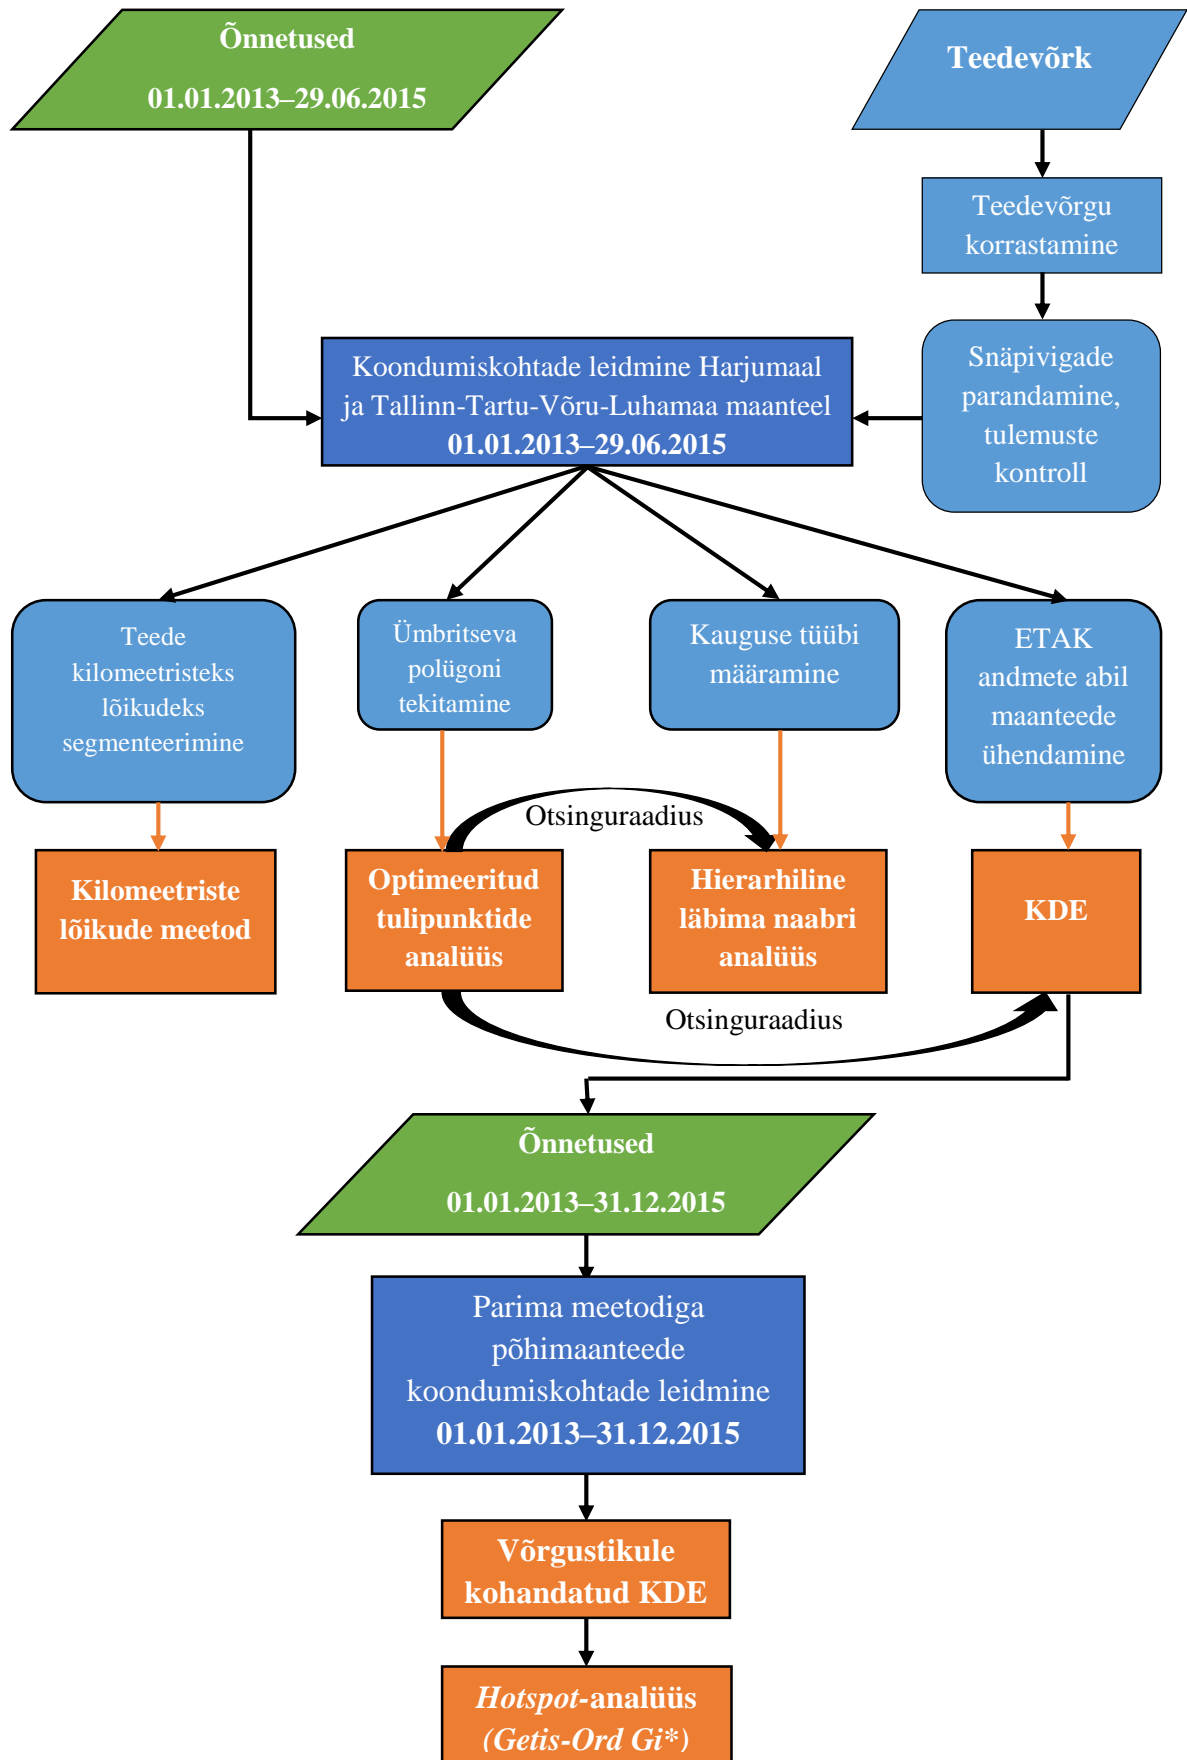 Õnnetused
01.01.2013–29.06.2015
Teedevõrk
Teedevõrgu
korrastamine
Snäpivigade
parandamine,
tulemuste
kontroll
Koondumiskohtade leidmine Harjumaal
ja Tallinn-Tartu-Võru-Luhamaa maanteel
01.01.2013–29.06.2015
Teede
kilomeetristeks
lõikudeks
segmenteerimine
Ümbritseva
polügoni
tekitamine
Kauguse tüübi
määramine
ETAK
andmete abil
maanteede
ühendamine
Otsinguraadius
Kilomeetriste
lõikude meetod
Optimeeritud
tulipunktide
analüüs
Hierarhiline
läbima naabri
analüüs
KDE
Otsinguraadius
Õnnetused
01.01.2013–31.12.2015
Parima meetodiga
põhimaanteede
koondumiskohtade leidmine
01.01.2013–31.12.2015
Võrgustikule
kohandatud KDE
Hotspot-analüüs
(Getis-Ord Gi*)